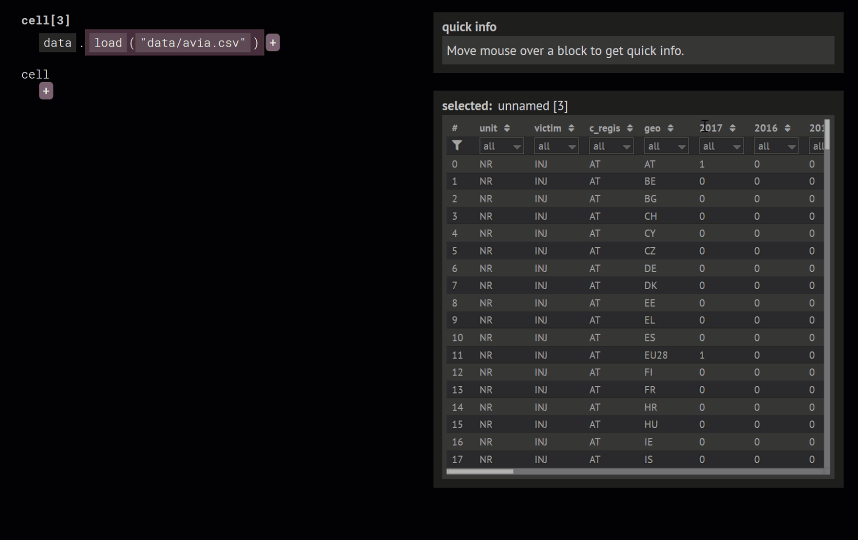 cell[3]
data . load ( "data/avia.csv" ) +
cell
+
quick info
Move mouse over a block to get quick info.
selected: unnamed [3]
# unit victim c_regis geo 2017 2016 201
all all all all all all all
0 NR INJ AT AT 1 0 0
1 NR INJ AT BE 0 0 0
2 NR INJ AT BG 0 0 0
3 NR INJ AT CH 0 0 0
4 NR INJ AT CY 0 0 0
5 NR INJ AT CZ 0 0 0
6 NR INJ AT DE 0 0 0
7 NR INJ AT DK 0 0 0
8 NR INJ AT EE 0 0 0
9 NR INJ AT EL 0 0 0
10 NR INJ AT ES 0 0 0
11 NR INJ AT EU28 1 0 0
12 NR INJ AT FI 0 0 0
13 NR INJ AT FR 0 0 0
14 NR INJ AT HR 0 0 0
15 NR INJ AT HU 0 0 0
16 NR INJ AT IE 0 0 0
17 NR INJ AT IS 0 0 0